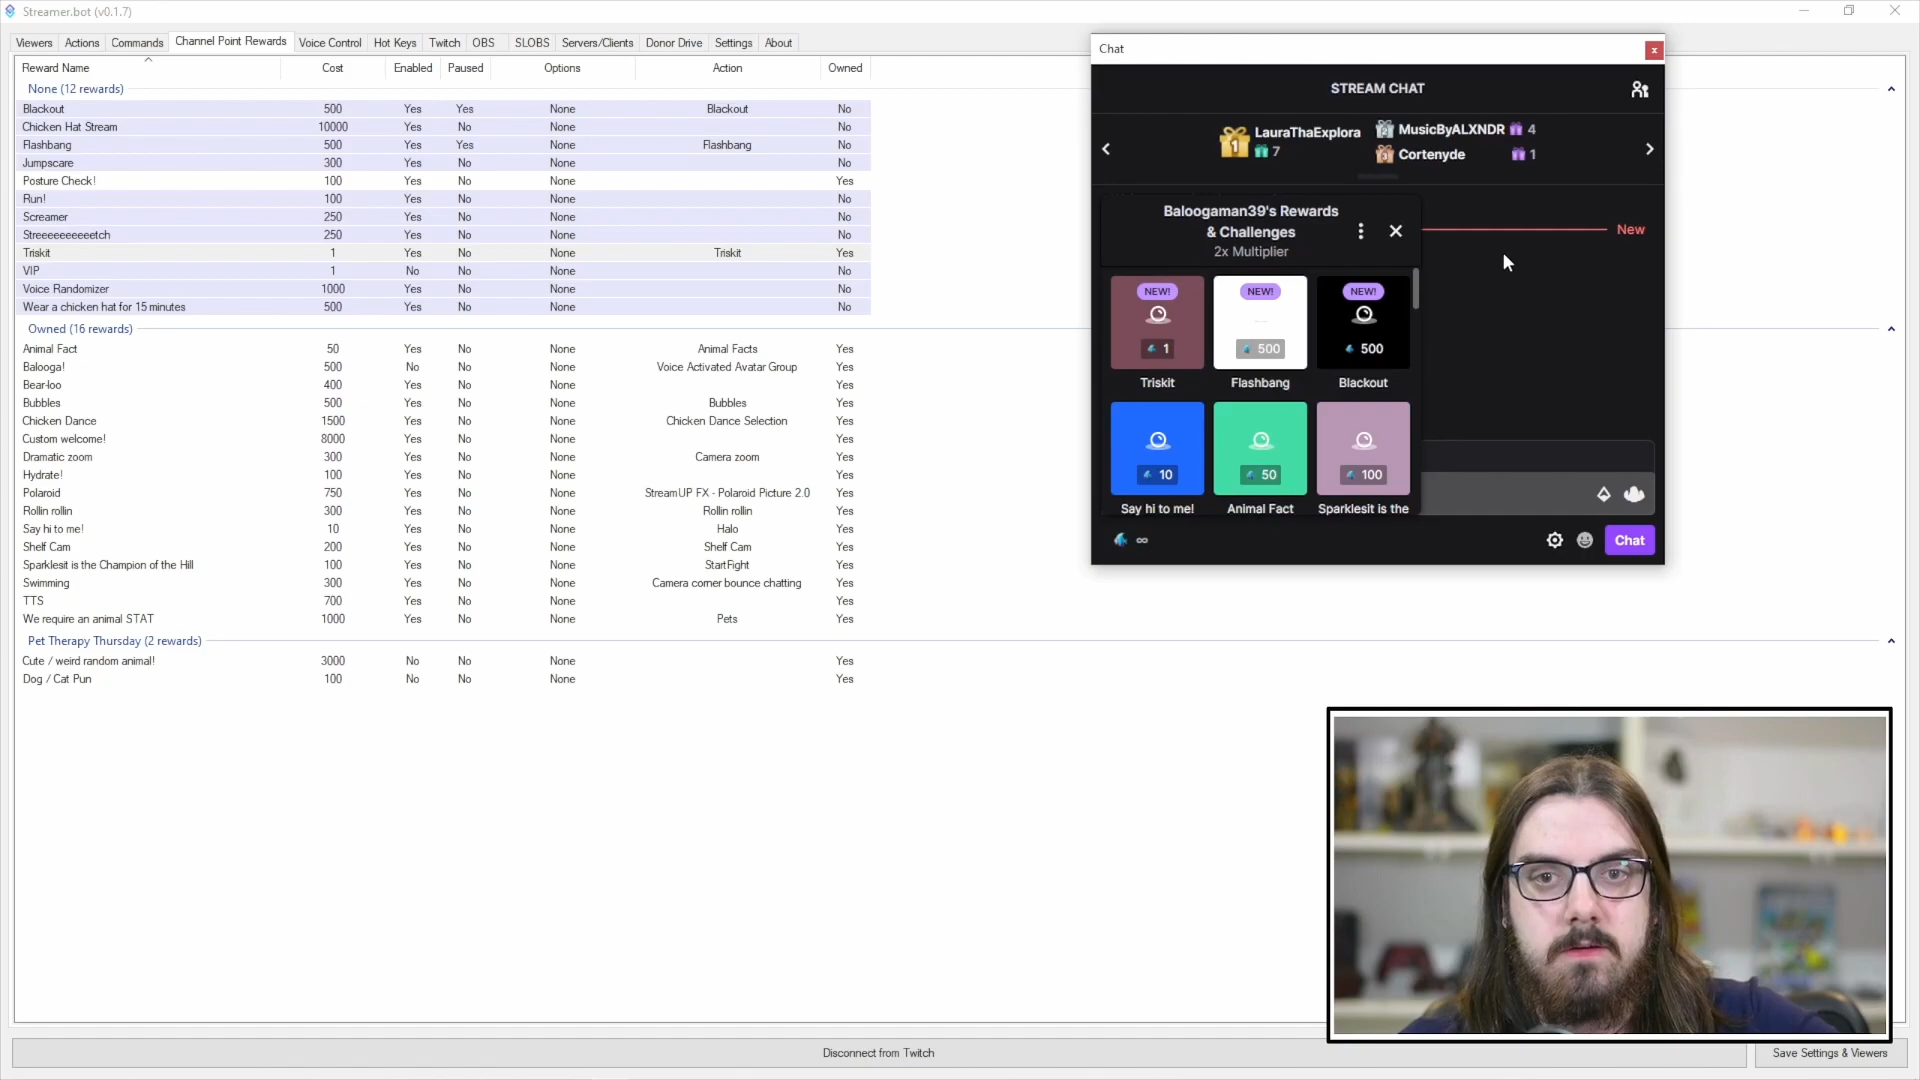 Streamer.bot (v0.1.7)
Viewers Actions Commands Channel Point Rewards Voice Control Hot Keys Twitch OBS SLOBS Servers/Clients Donor Drive Settings About
Reward Name Cost Enabled Paused Options Action Owned
None (12 rewards)
Blackout 500 Yes Yes None Blackout No
Chicken Hat Stream 10000 Yes No None No
Flashbang 500 Yes Yes None Flashbang No
Jumpscare 300 Yes No None No
Posture Check! 100 Yes No None Yes
Run! 100 Yes No None No
Screamer 250 Yes No None No
Streeeeeeeeeetch 250 Yes No None No
Triskit 1 Yes No None Triskit Yes
VIP 1 No No None No
Voice Randomizer 1000 Yes No None No
Wear a chicken hat for 15 minutes 500 Yes No None No
Owned (16 rewards)
Animal Fact 50 Yes No None Animal Facts Yes
Balooga! 500 No No None Voice Activated Avatar Group Yes
Bear-loo 400 Yes No None Yes
Bubbles 500 Yes No None Bubbles Yes
Chicken Dance 1500 Yes No None Chicken Dance Selection Yes
Custom welcome! 8000 Yes No None Yes
Dramatic zoom 300 Yes No None Camera zoom Yes
Hydrate! 100 Yes No None Yes
Polaroid 750 Yes No None StreamUP FX - Polaroid Picture 2.0 Yes
Rollin rollin 300 Yes No None Rollin rollin Yes
Say hi to me! 10 Yes No None Halo Yes
Shelf Cam 200 Yes No None Shelf Cam Yes
Sparklesit is the Champion of the Hill 100 Yes No None StartFight Yes
Swimming 300 Yes No None Camera corner bounce chatting Yes
TTS 700 Yes No None Yes
We require an animal STAT 1000 Yes No None Pets Yes
Pet Therapy Thursday (2 rewards)
Cute / weird random animal! 3000 No No None Yes
Dog / Cat Pun 100 No No None Yes
Chat
STREAM CHAT
1 LauraThaExplora 7
2 MusicByALXNDR 4
3 Cortenyde 1
New
Baloogaman39's Rewards
& Challenges
2x Multiplier
NEW! NEW! NEW!
1 500 500
Triskit Flashbang Blackout
10 50 100
Say hi to me! Animal Fact Sparklesit is the
∞ Chat
Disconnect from Twitch Save Settings & Viewers